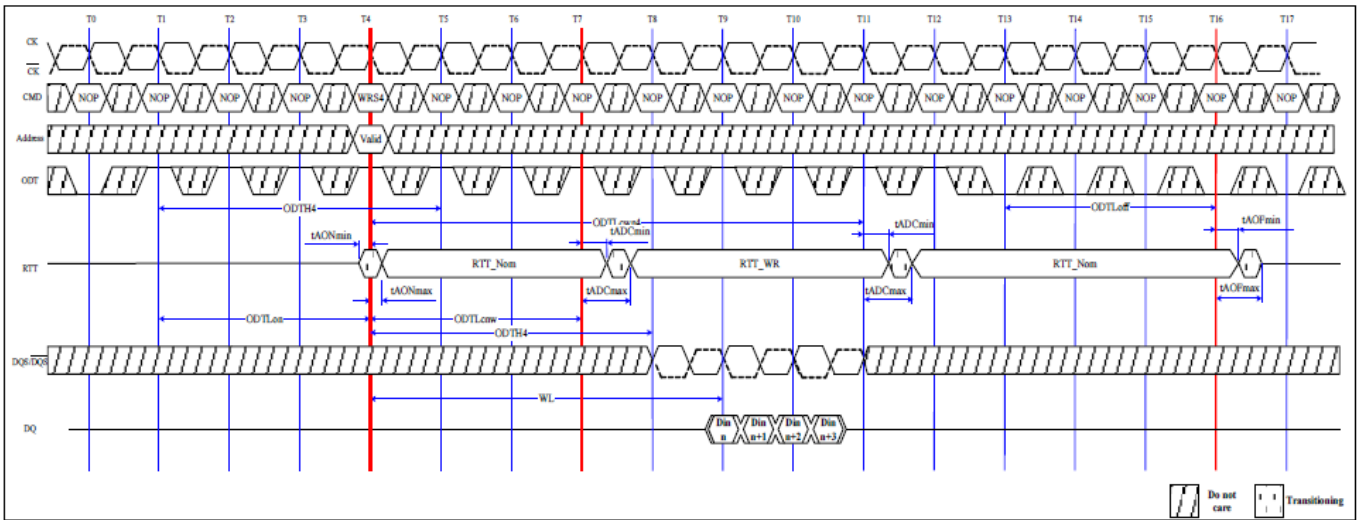 T0 T1 T2 T3 T4 T5 T6 T7 T8 T9 T10 T11 T12 T13 T14 T15 T16 T17
CK
CK
CMD NOP NOP NOP NOP WRS4 NOP NOP NOP NOP NOP NOP NOP NOP NOP NOP NOP NOP NOP
Address Valid
ODT
ODTH4 ODTLoff
ODTLcwn4
tAONmin tADCmin tADCmin tAOFmin
RTT RTT_Nom RTT_WR RTT_Nom
tAONmax tADCmax tADCmax tAOFmax
ODTLon ODTLcnw
ODTH4
DQS/DQS
WL
DQ Din n Din n+1 Din n+2 Din n+3
Do not care Transitioning